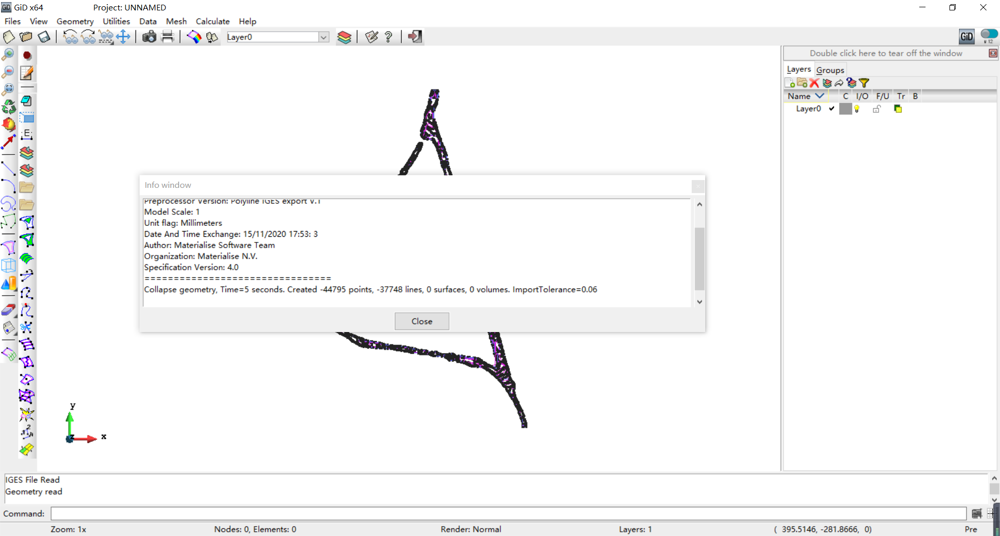 GiD x64 Project: UNNAMED
Files View Geometry Utilities Data Mesh Calculate Help
Layer0
GiD
v 12
Double click here to tear off the window
Layers Groups
Name C I/O F/U Tr B
Layer0
E
Info window
Preprocessor Version: Polyline IGES export v.1
Model Scale: 1
Unit flag: Millimeters
Date And Time Exchange: 15/11/2020 17:53: 3
Author: Materialise Software Team
Organization: Materialise N.V.
Specification Version: 4.0
================================
Collapse geometry, Time=5 seconds. Created -44795 points, -37748 lines, 0 surfaces, 0 volumes. ImportTolerance=0.06
Close
y
z
x
IGES File Read
Geometry read
Command:
Zoom: 1x Nodes: 0, Elements: 0 Render: Normal Layers: 1 ( 395.5146, -281.8666, 0) Pre